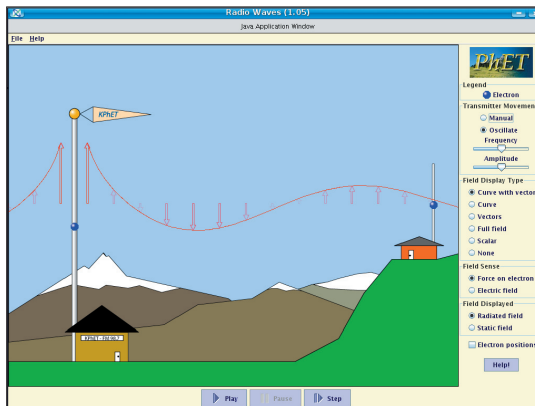 Radio Waves (1.05)
Java Application Window
File Help
PhET
KPhET
Legend
Electron
Transmitter Movement
Manual
Oscillate
Frequency
Amplitude
Field Display Type
Curve with vector
Curve
Vectors
Full field
Scalar
None
Field Sense
Force on electron
Electric field
Field Displayed
Radiated field
Static field
Electron positions
Help!
KPhET - FM 98.7
Play Pause Step